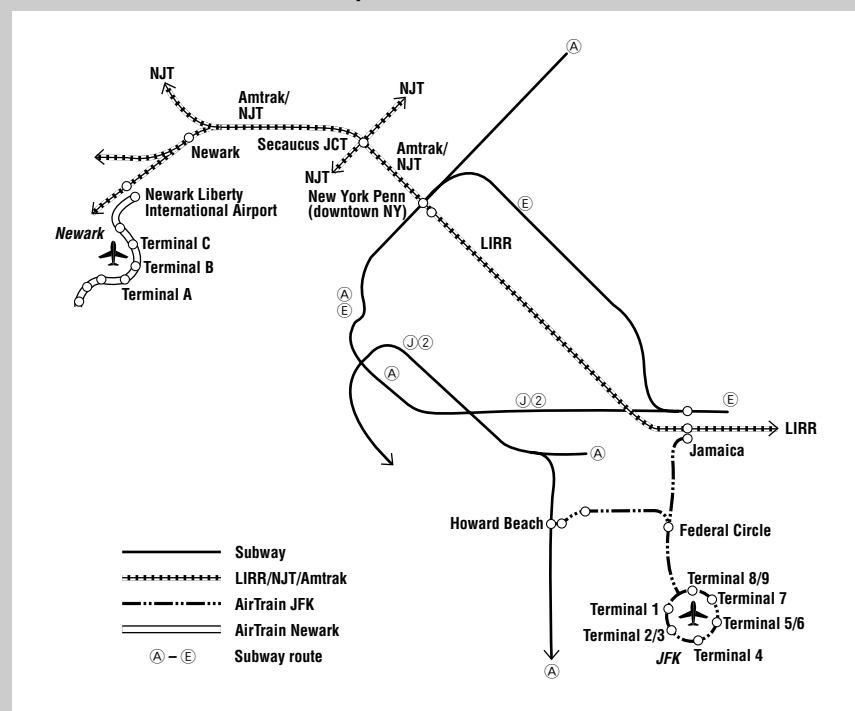 Ⓐ
NJT
NJT
Amtrak/
NJT
Secaucus JCT
Newark
Amtrak/
NJT
NJT
Newark Liberty
International Airport
New York Penn
(downtown NY)
Ⓔ
Newark
Terminal C
LIRR
Terminal B
Terminal A
Ⓐ
Ⓔ
Ⓙ②
Ⓐ
Ⓙ②
Ⓔ
LIRR
Jamaica
Ⓐ
Howard Beach
Federal Circle
Subway
LIRR/NJT/Amtrak
AirTrain JFK
AirTrain Newark
Ⓐ – Ⓔ Subway route
Terminal 8/9
Terminal 7
Terminal 1
Terminal 5/6
Terminal 2/3
JFK
Terminal 4
Ⓐ